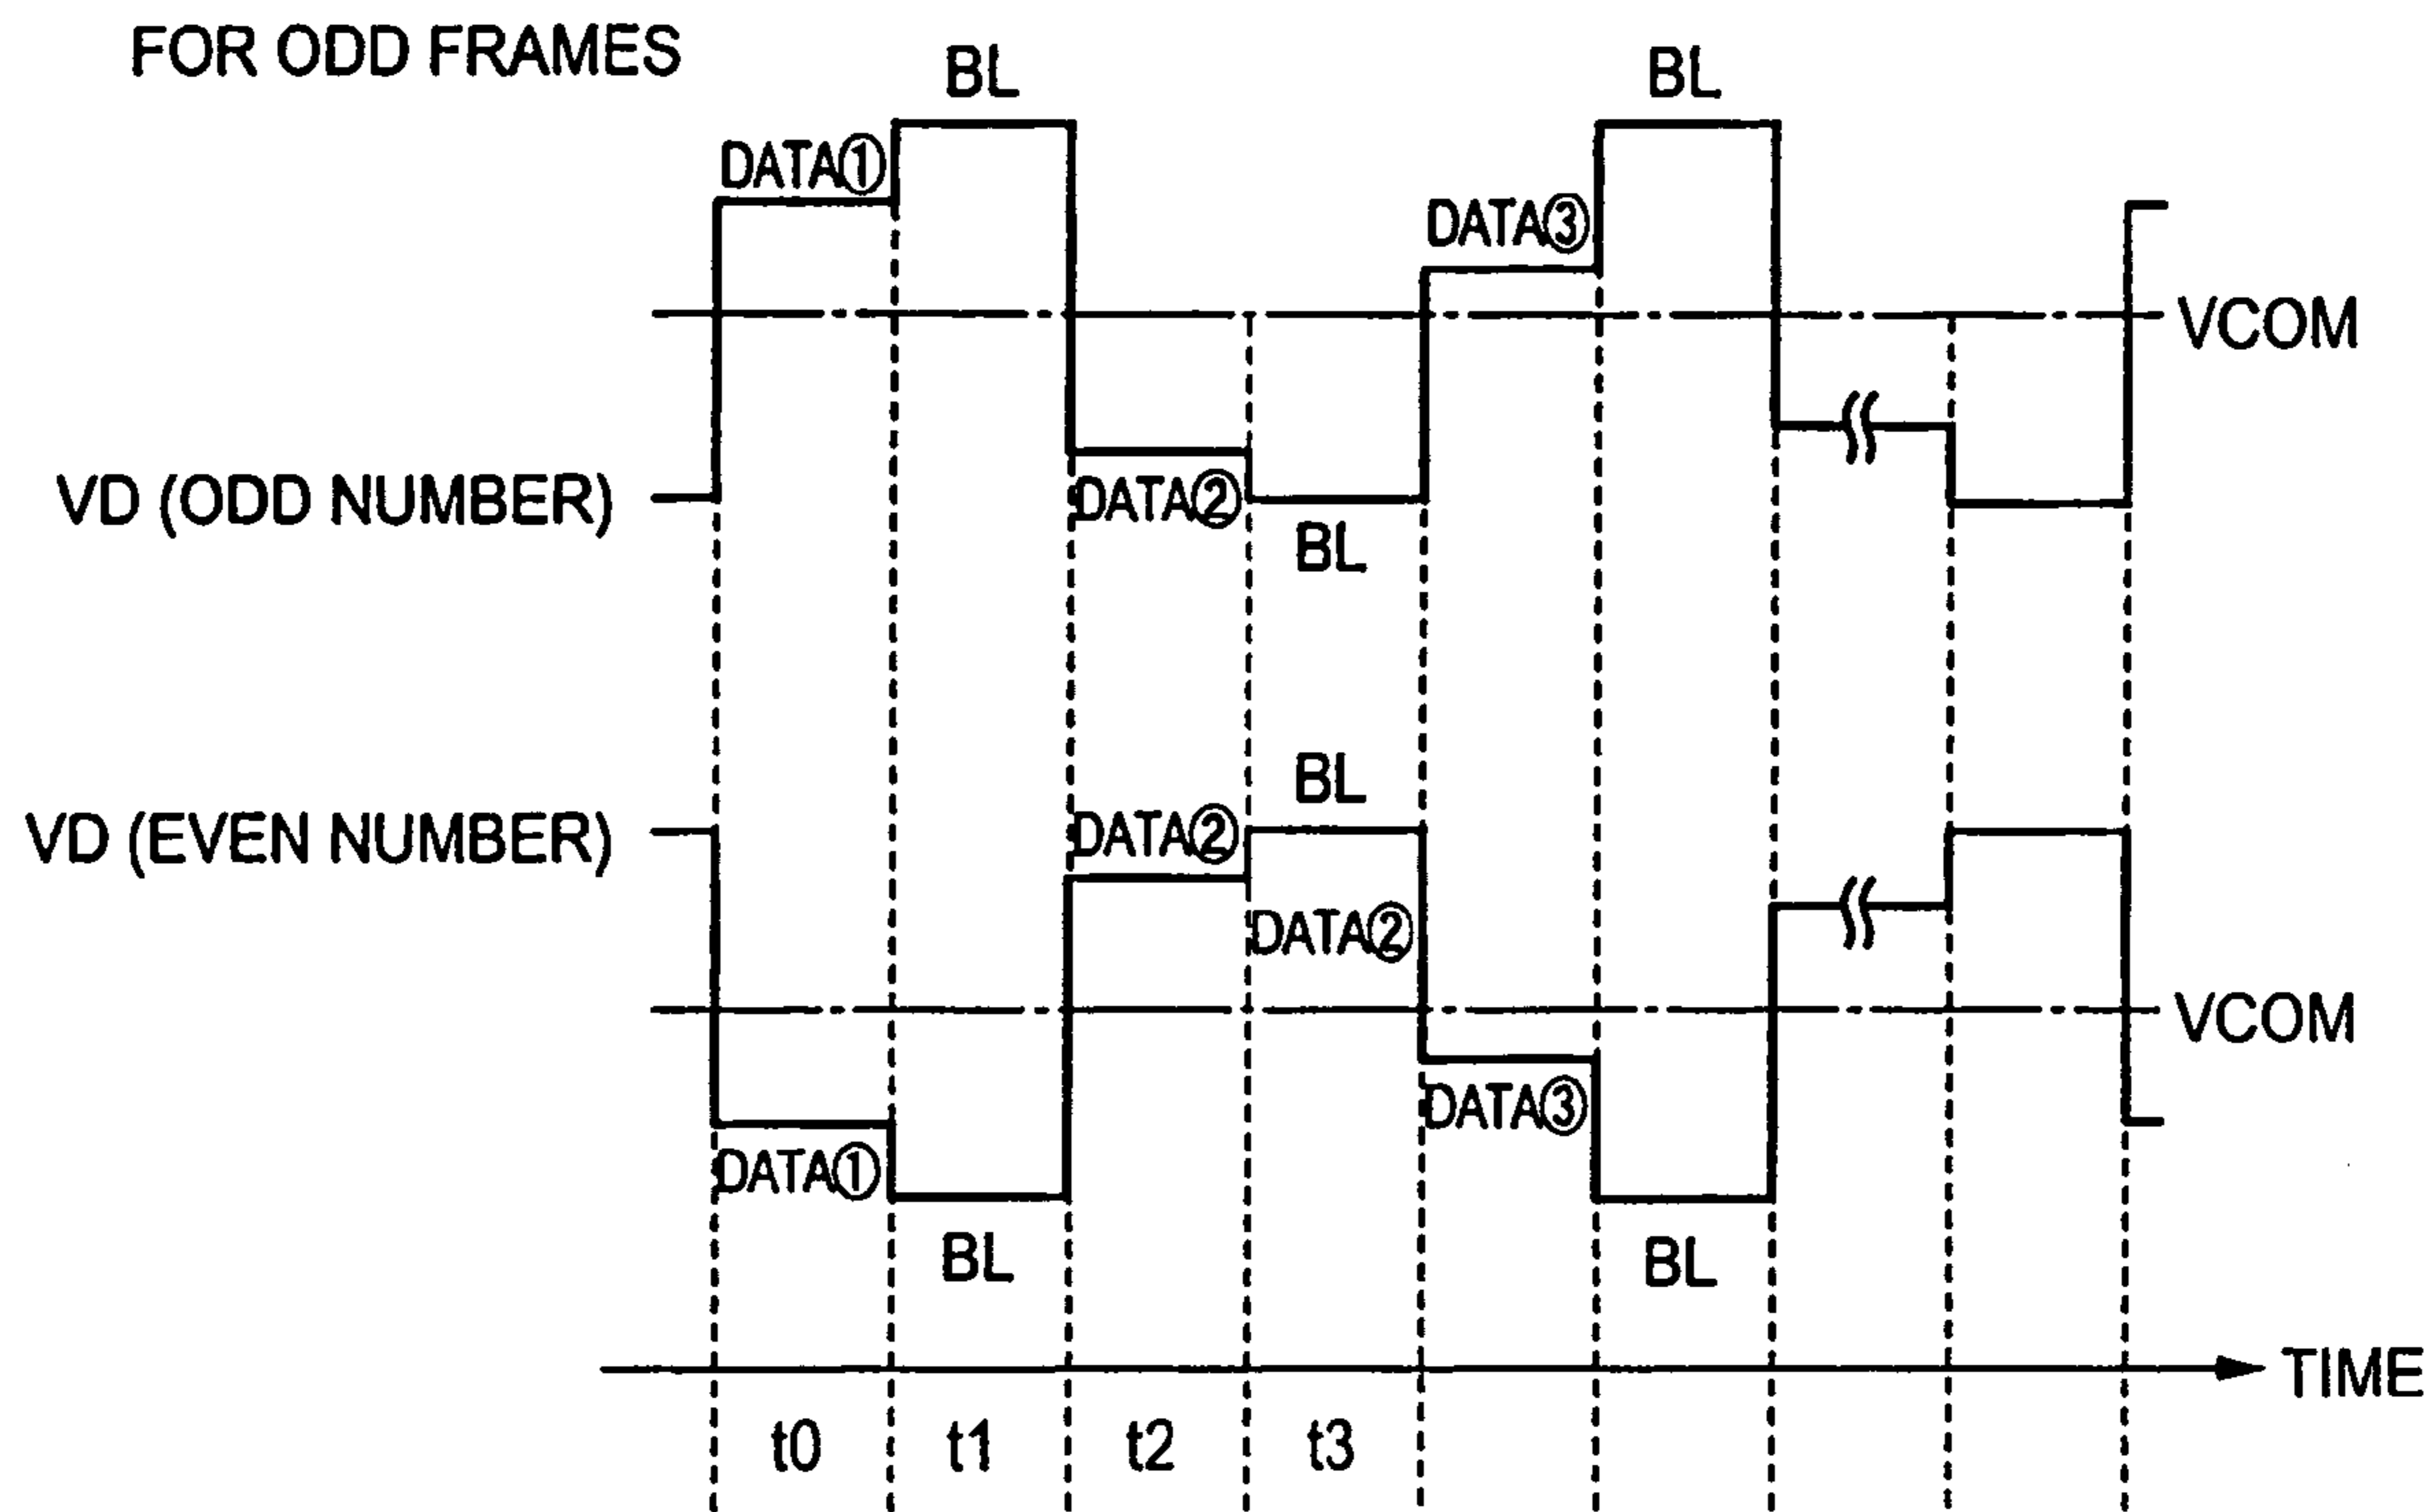 FOR ODD FRAMES
BL
BL
DATA①
DATA③
VCOM
VD (ODD NUMBER)
DATA②
BL
BL
VD (EVEN NUMBER)
DATA②
DATA②
VCOM
DATA③
DATA①
BL
BL
TIME
t0 t1 t2 t3